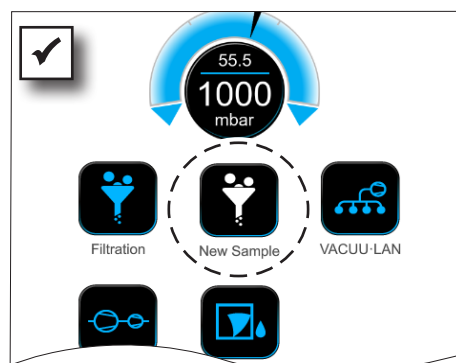 55.5
1000
mbar
Filtration
New Sample
VACUU·LAN